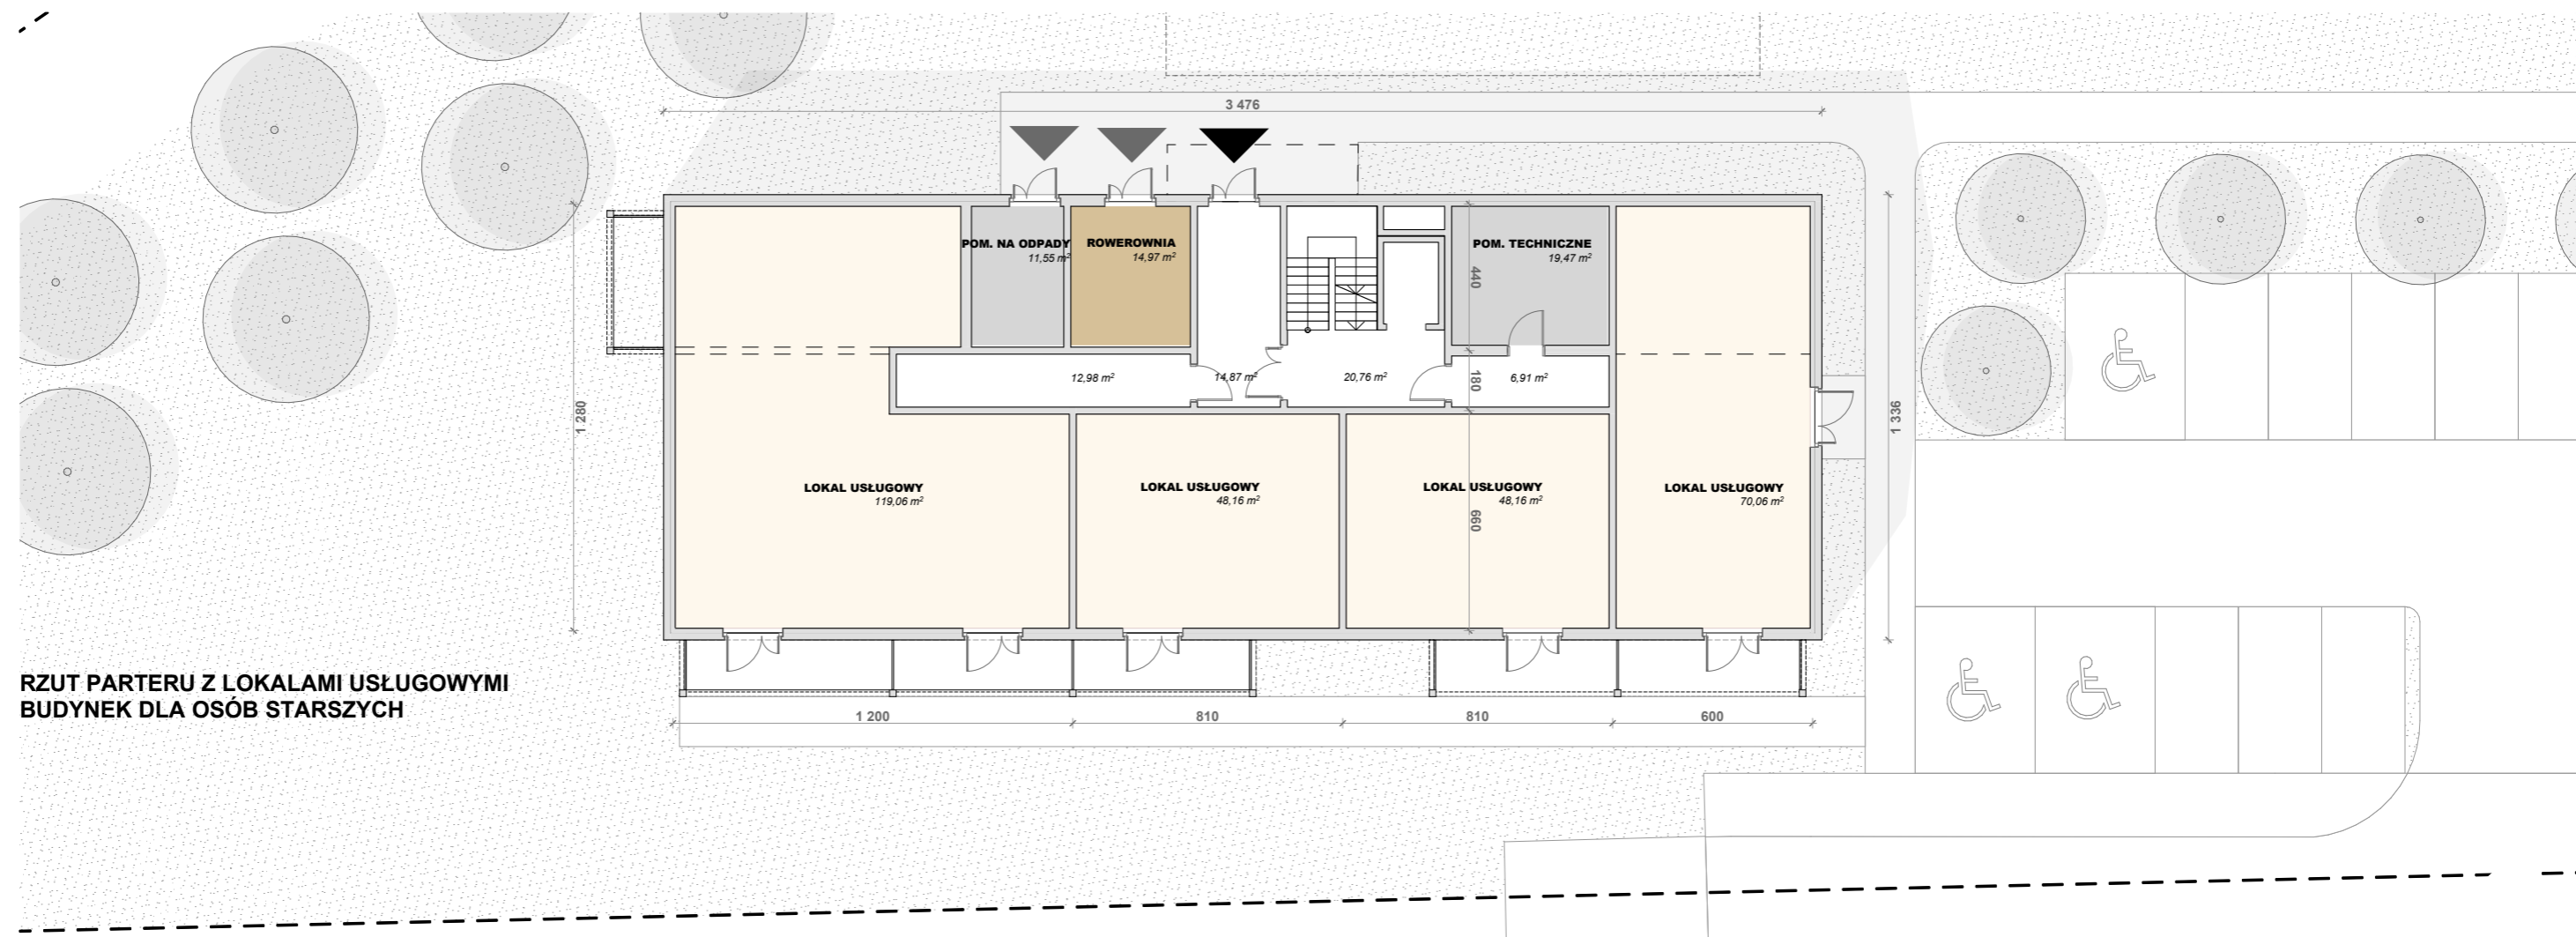 3 476
POM. NA ODPADY
11,55 m²
ROWEROWNIA
14,97 m²
POM. TECHNICZNE
19,47 m²
440
1 280
12,98 m²
14,87 m²
20,76 m²
180
6,91 m²
1 336
LOKAL USŁUGOWY
119,06 m²
LOKAL USŁUGOWY
48,16 m²
LOKAL USŁUGOWY
48,16 m²
LOKAL USŁUGOWY
70,06 m²
660
RZUT PARTERU Z LOKALAMI USŁUGOWYMI
BUDYNEK DLA OSÓB STARSZYCH
1 200
810
810
600